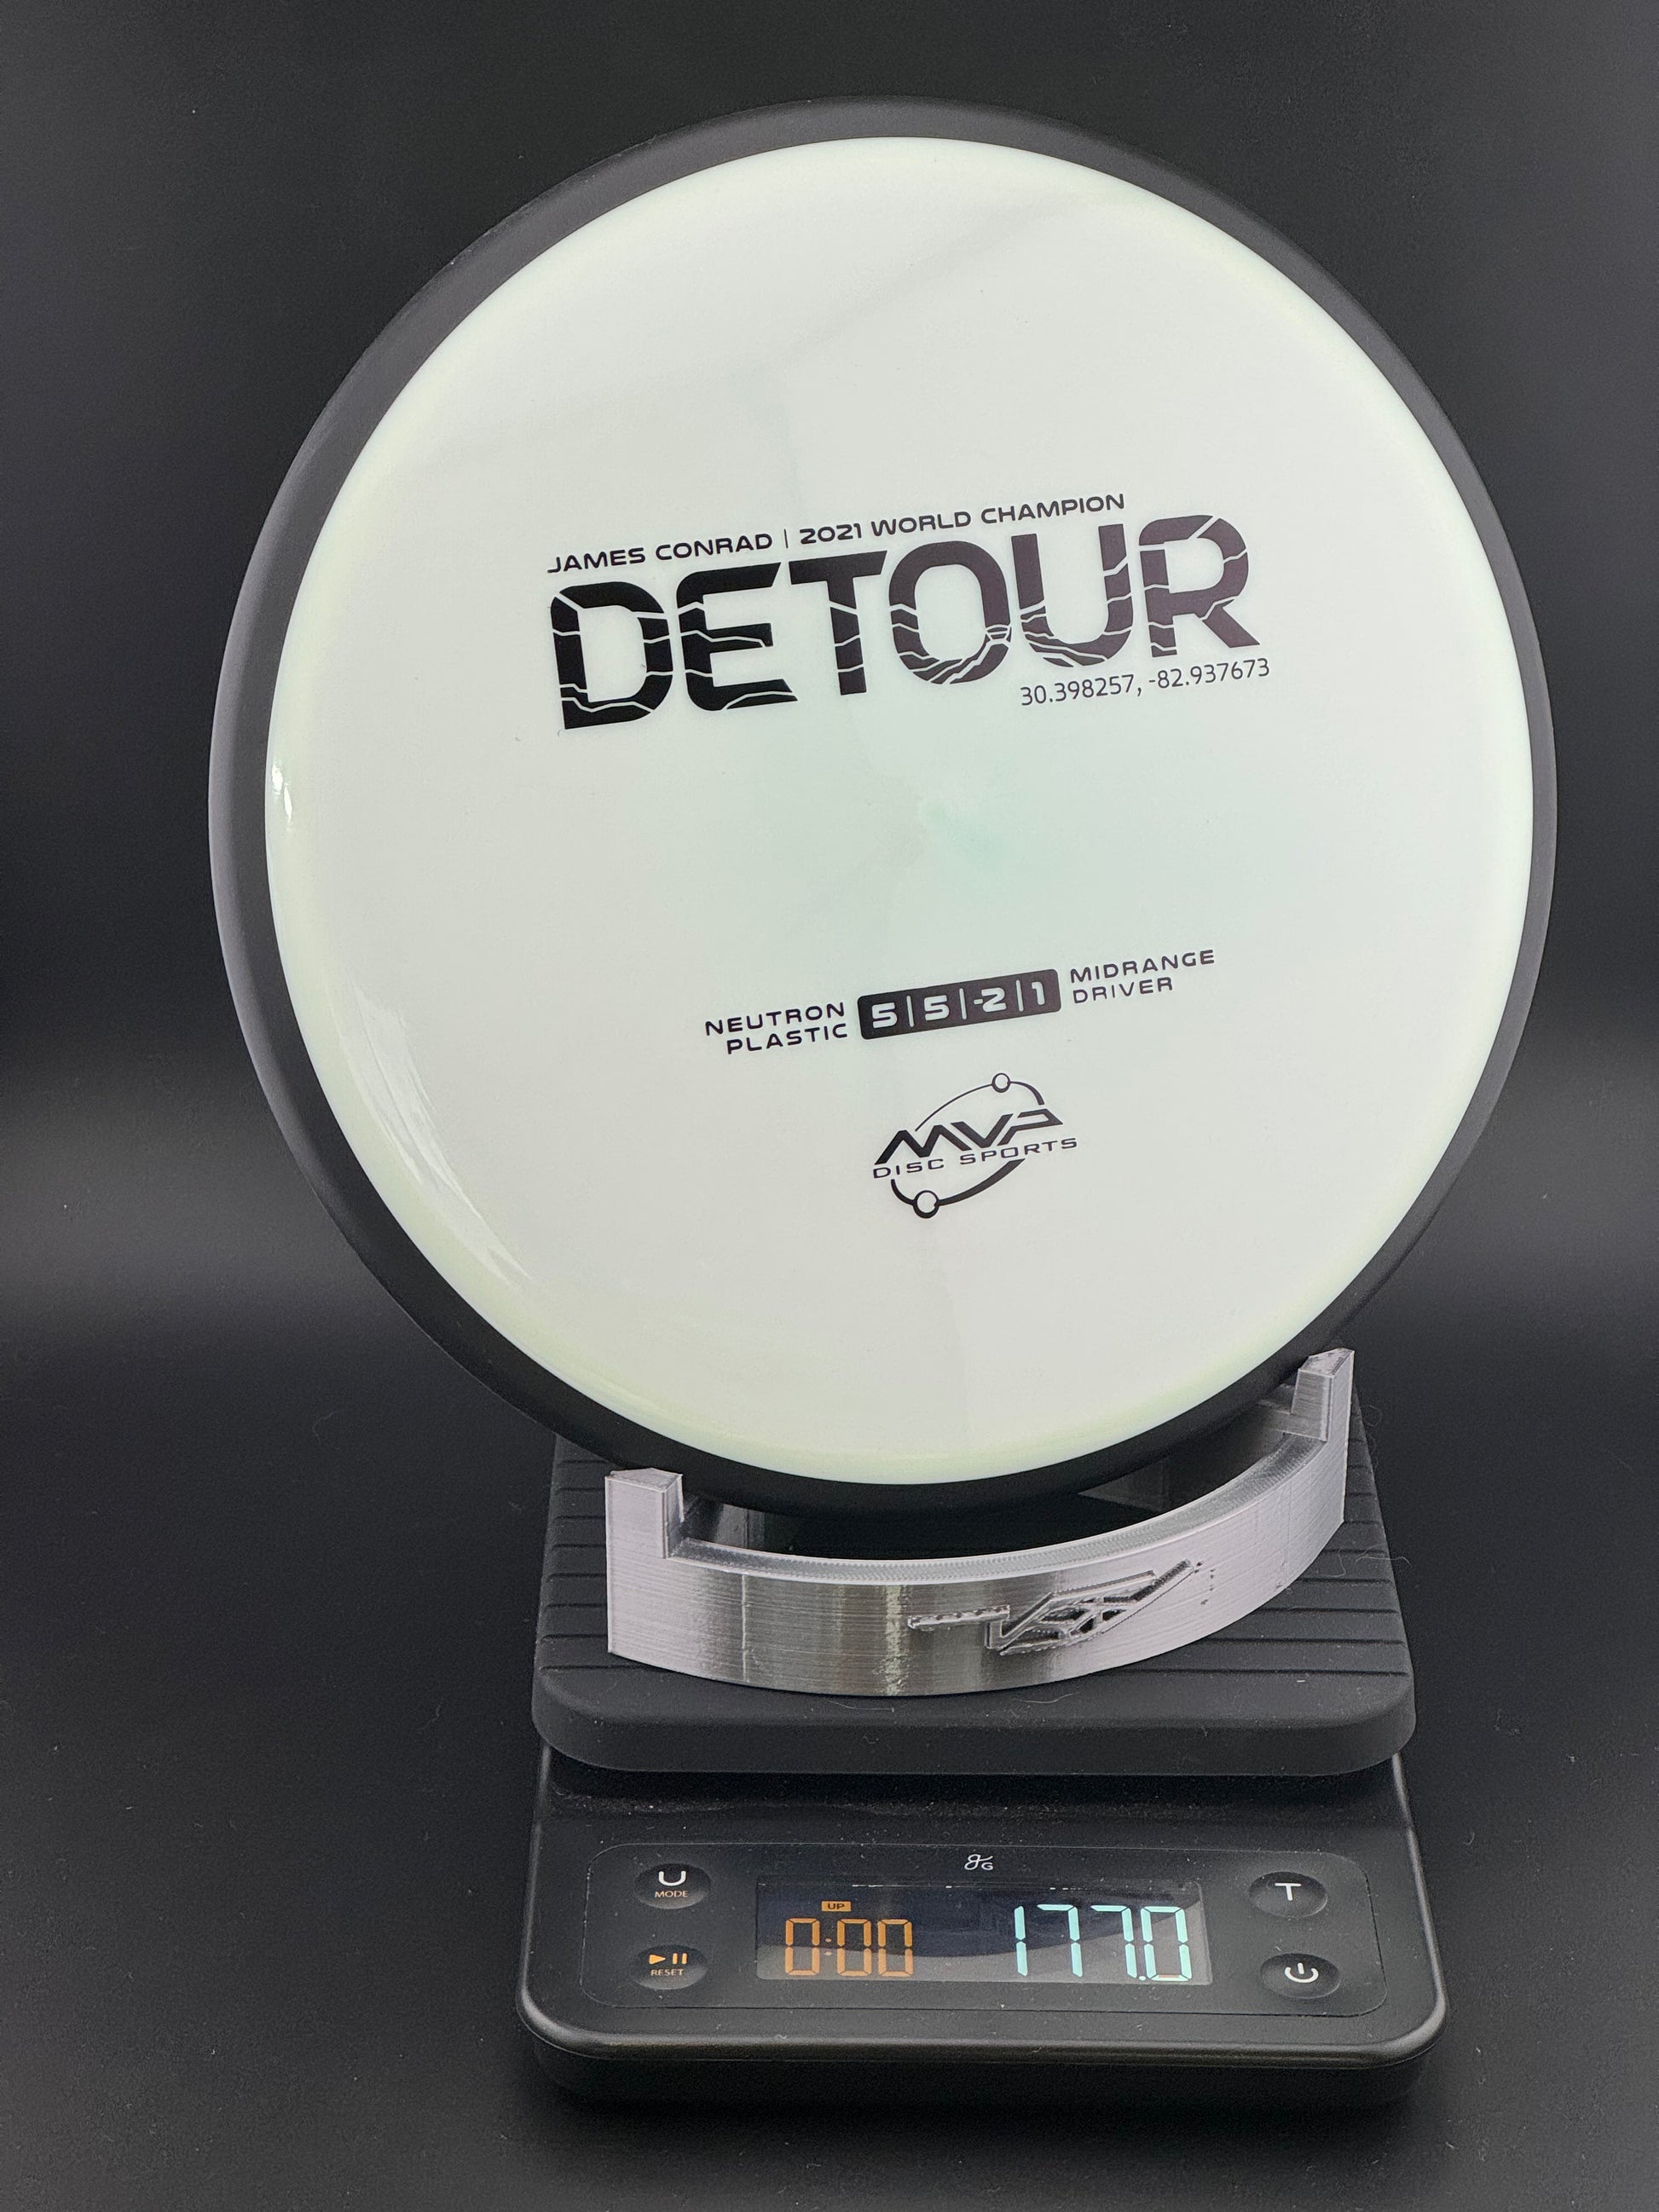 JAMES CONRAD | 2021 WORLD CHAMPION
DETOUR
30.398257, -82.937673
NEUTRON
PLASTIC
5|5|-2|1
MIDRANGE
DRIVER
MVP
DISC SPORTS
G
MODE
T
UP
0:00
177.0
RESET